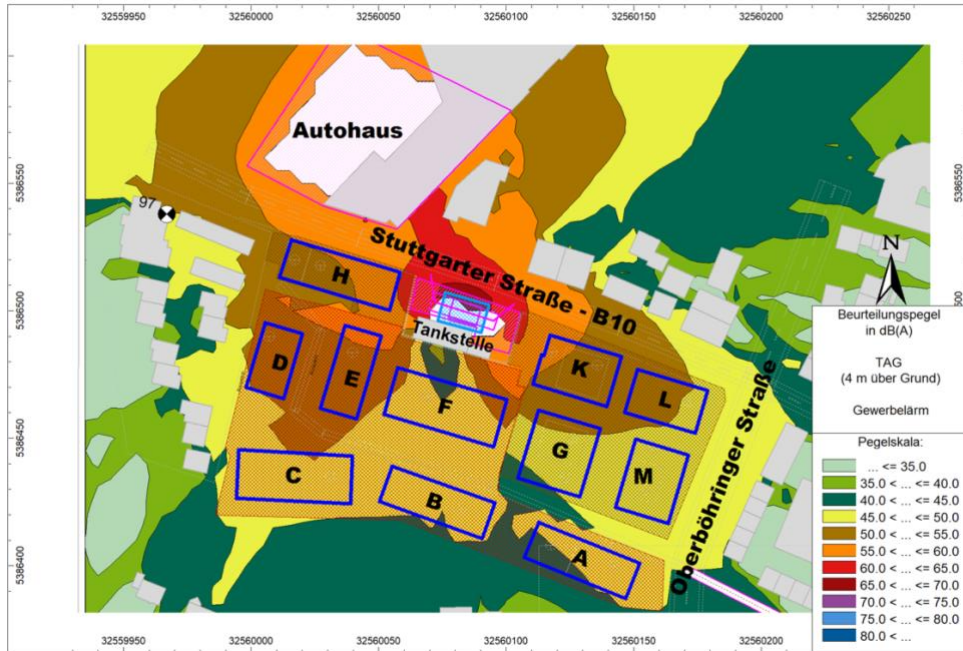 32559950 32560000 32560050 32560100 32560150 32560200 32560250
5386550
5386500
5386450
5386400
5386550
500
Autohaus
97
Stuttgarter Straße - B10
Tankstelle
H
D
E
F
K
L
G
M
C
B
A
Oberböhringer Straße
N
Beurteilungspegel
in dB(A)
TAG
(4 m über Grund)
Gewerbelärm
Pegelskala:
... <= 35.0
35.0 < ... <= 40.0
40.0 < ... <= 45.0
45.0 < ... <= 50.0
50.0 < ... <= 55.0
55.0 < ... <= 60.0
60.0 < ... <= 65.0
65.0 < ... <= 70.0
70.0 < ... <= 75.0
75.0 < ... <= 80.0
80.0 < ...
32559950 32560000 32560050 32560100 32560150 32560200